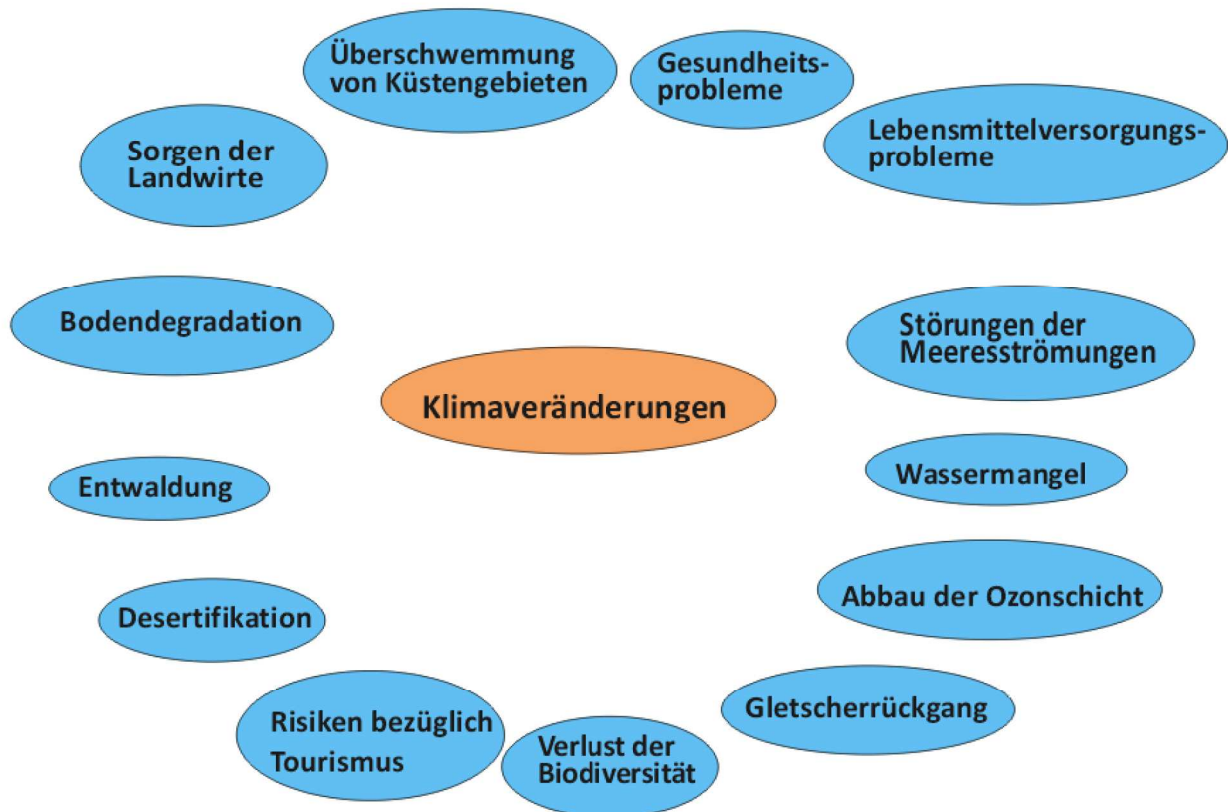 Überschwemmung
von Küstengebieten
Gesundheits-
probleme
Lebensmittelversorgungs-
probleme
Sorgen der
Landwirte
Bodendegradation
Störungen der
Meeresströmungen
Klimaveränderungen
Entwaldung
Wassermangel
Desertifikation
Abbau der Ozonschicht
Risiken bezüglich
Tourismus
Verlust der
Biodiversität
Gletscherrückgang